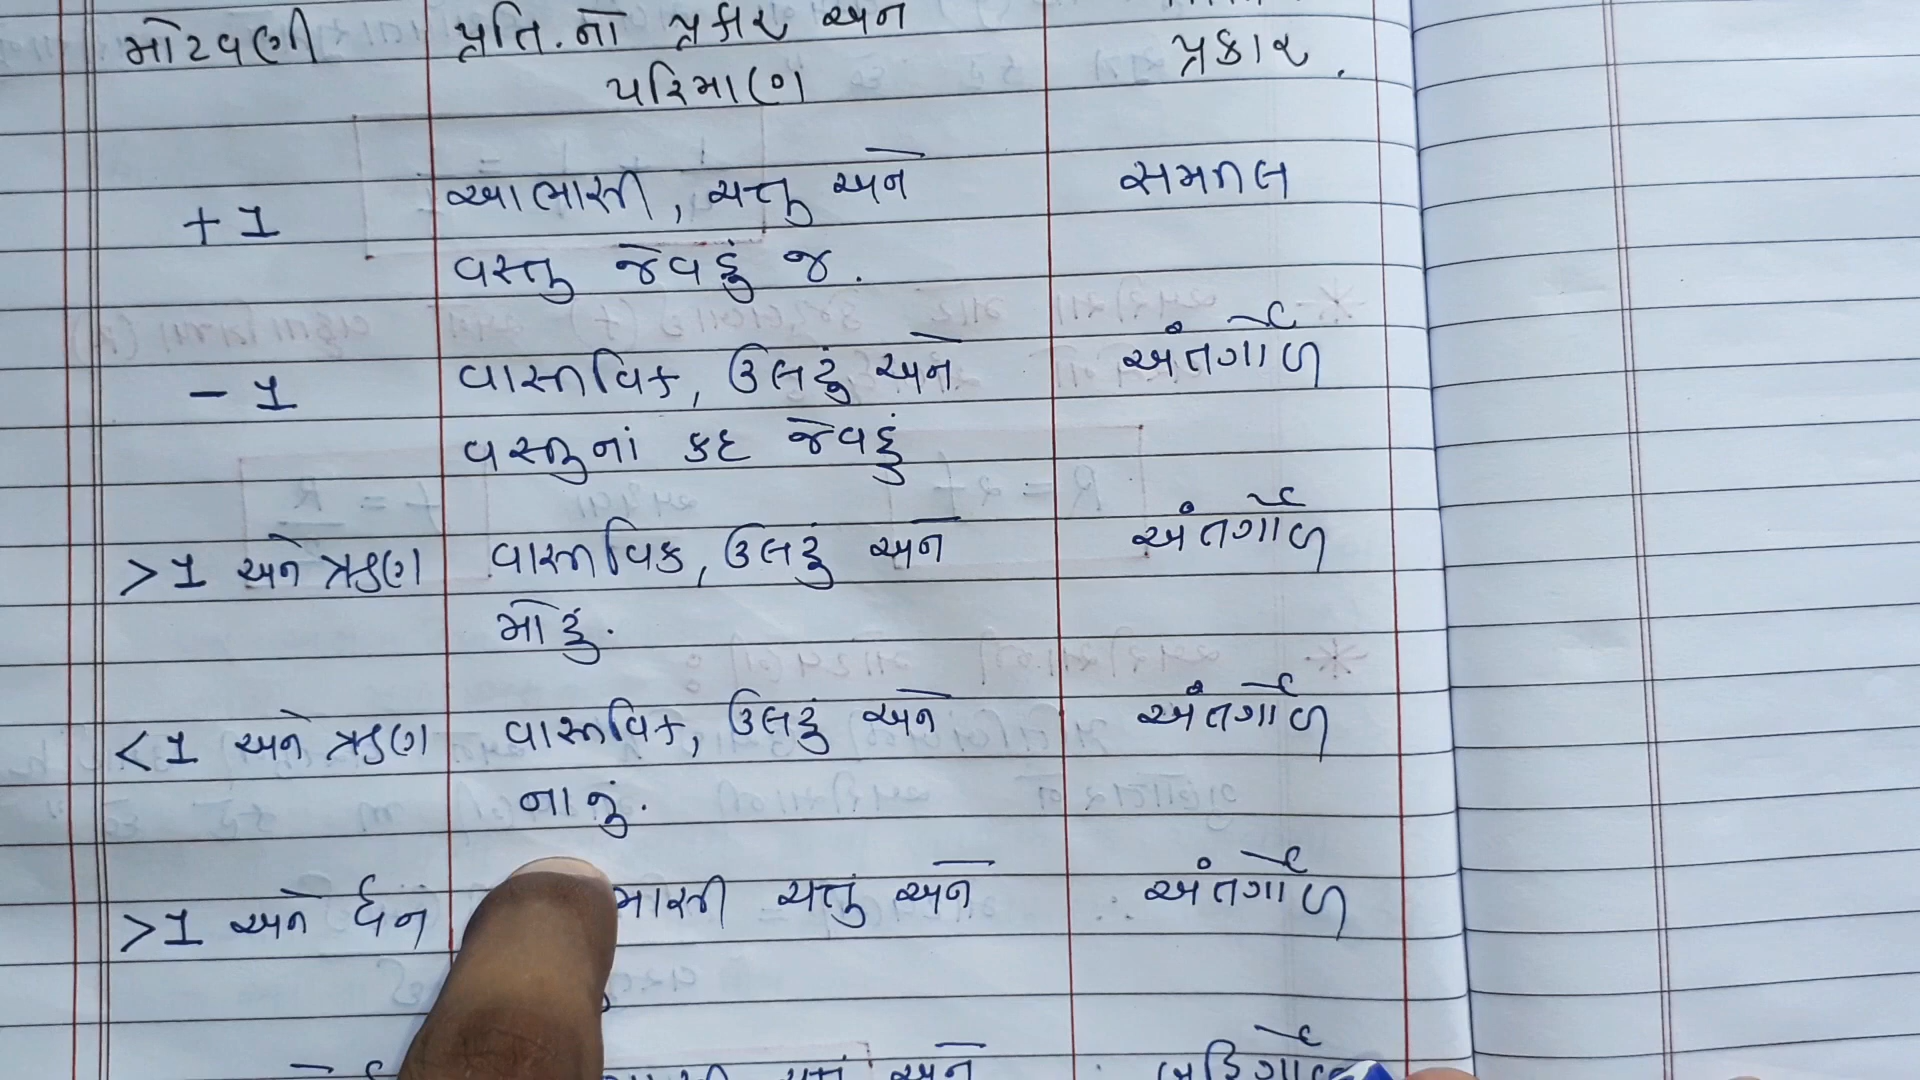 મોટવણી પ્રતિ.નો પ્રકાર અને પ્રકાર.
પરિમાણ
+1 આભાસી, ચત્તુ અને સમતલ
વસ્તુ જેવડું જ.
-1 વાસ્તવિક, ઉલટું અને અંતર્ગોળ
વસ્તુનાં કદ જેવડું
>1 અને ઋણ વાસ્તવિક, ઉલટું અને અંતર્ગોળ
મોટું.
<1 અને ઋણ વાસ્તવિક, ઉલટું અને અંતર્ગોળ
નાનું.
>1 અને ધન ભાસી ચત્તું અને અંતર્ગોળ
અને